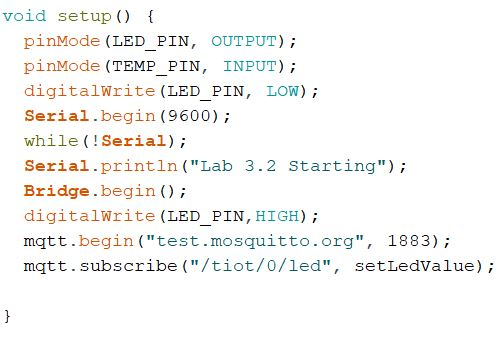 void setup() {
  pinMode(LED_PIN, OUTPUT);
  pinMode(TEMP_PIN, INPUT);
  digitalWrite(LED_PIN, LOW);
  Serial.begin(9600);
  while(!Serial);
  Serial.println("Lab 3.2 Starting");
  Bridge.begin();
  digitalWrite(LED_PIN,HIGH);
  mqtt.begin("test.mosquitto.org", 1883);
  mqtt.subscribe("/tiot/0/led", setLedValue);
}